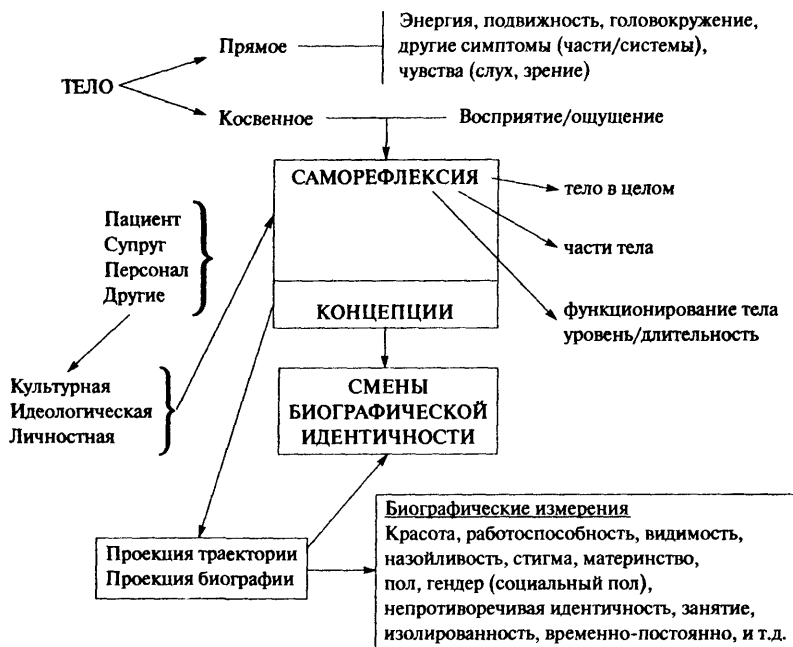 Прямое
Энергия, подвижность, головокружение,
другие симптомы (части/системы),
чувства (слух, зрение)
ТЕЛО
Косвенное
Восприятие/ощущение
САМОРЕФЛЕКСИЯ
тело в целом
части тела
функционирование тела
уровень/длительность
Пациент
Супруг
Персонал
Другие
КОНЦЕПЦИИ
Культурная
Идеологическая
Личностная
СМЕНЫ
БИОГРАФИЧЕСКОЙ
ИДЕНТИЧНОСТИ
Проекция траектории
Проекция биографии
Биографические измерения
Красота, работоспособность, видимость,
назойливость, стигма, материнство,
пол, гендер (социальный пол),
непротиворечивая идентичность, занятие,
изолированность, временно-постоянно, и т.д.